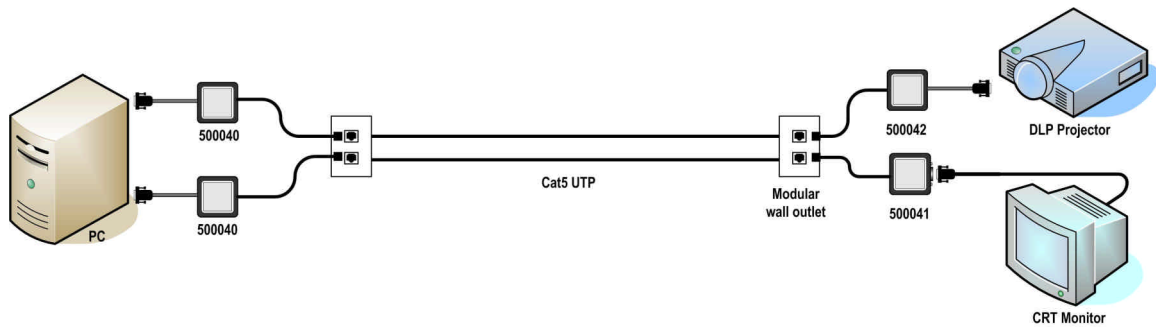 500040
PC
500040
Cat5 UTP
Modular
wall outlet
500042
DLP Projector
500041
CRT Monitor